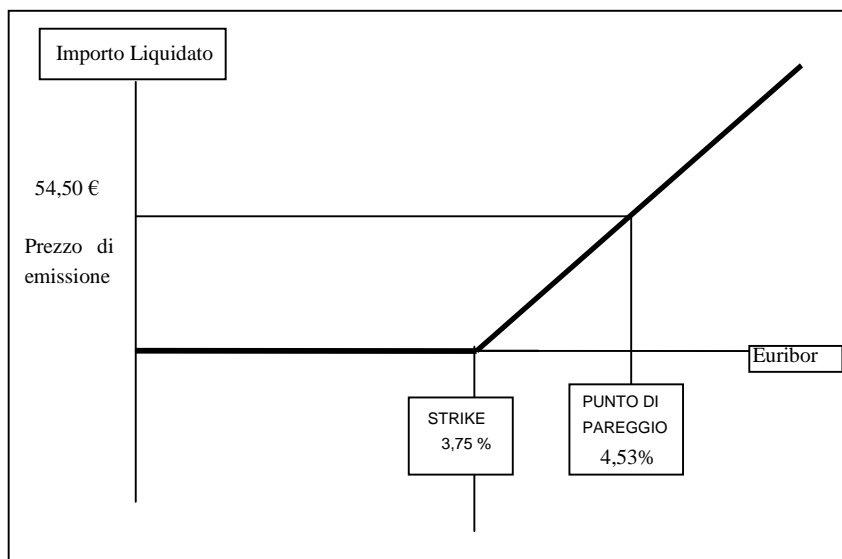 Importo Liquidato
54,50 €
Prezzo di
emissione
Euribor
STRIKE
3,75 %
PUNTO DI
PAREGGIO
4,53%